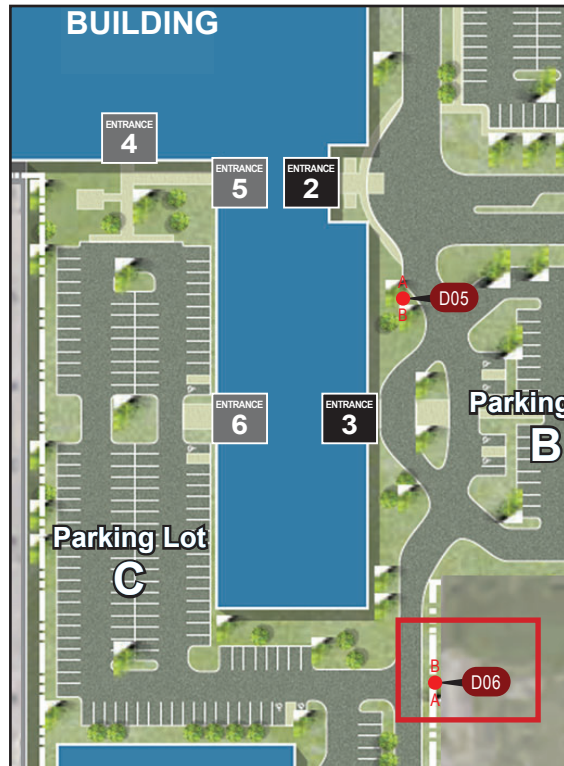 BUILDING
ENTRANCE
4
ENTRANCE
5
ENTRANCE
2
A
D05
B
ENTRANCE
6
ENTRANCE
3
Parking
B
Parking Lot
C
B
D06
A